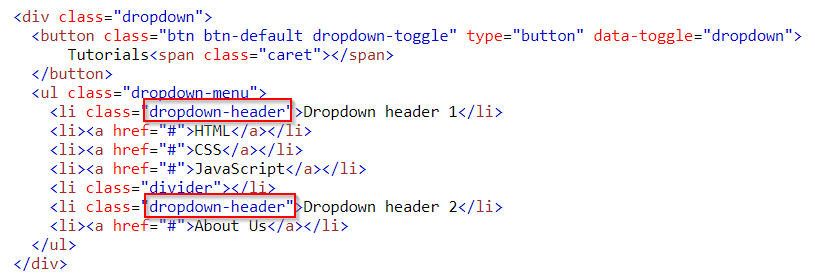 <div class="dropdown">
<button class="btn btn-default dropdown-toggle" type="button" data-toggle="dropdown">
Tutorials<span class="caret"></span>
</button>
<ul class="dropdown-menu">
<li class="dropdown-header">Dropdown header 1</li>
<li><a href="#">HTML</a></li>
<li><a href="#">CSS</a></li>
<li><a href="#">JavaScript</a></li>
<li class="divider"></li>
<li class="dropdown-header">Dropdown header 2</li>
<li><a href="#">About Us</a></li>
</ul>
</div>